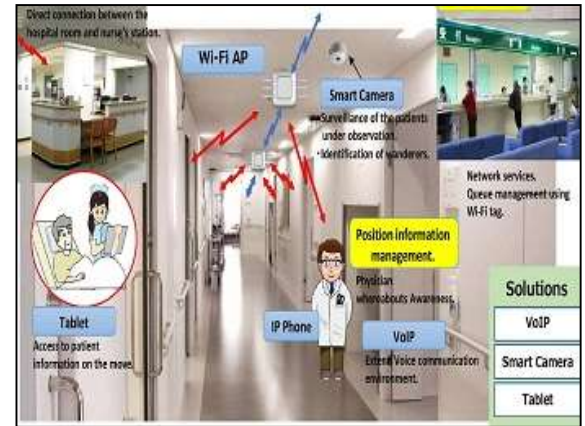 Direct connection between the
hospital room and nurse's station.
Wi-Fi AP
Smart Camera
・Surveillance of the patients
under observation.
・Identification of wanderers.
Network services.
Queue management using
Wi-Fi tag.
Position information
management.
Physician
whereabouts Awareness.
Tablet
Access to patient
information on the move.
IP Phone
VoIP
Extend Voice communication
environment.
Solutions
VoIP
Smart Camera
Tablet